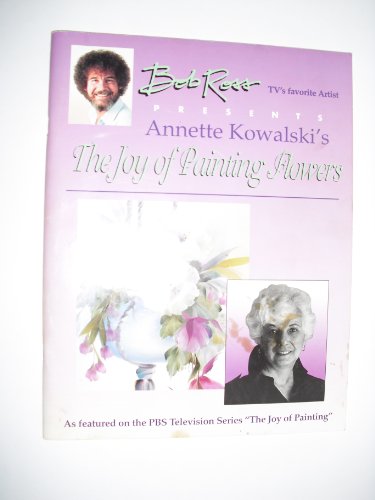 Bob Ross
TV's favorite Artist
PRESENTS
Annette Kowalski's
The Joy of Painting Flowers
As featured on the PBS Television Series "The Joy of Painting"